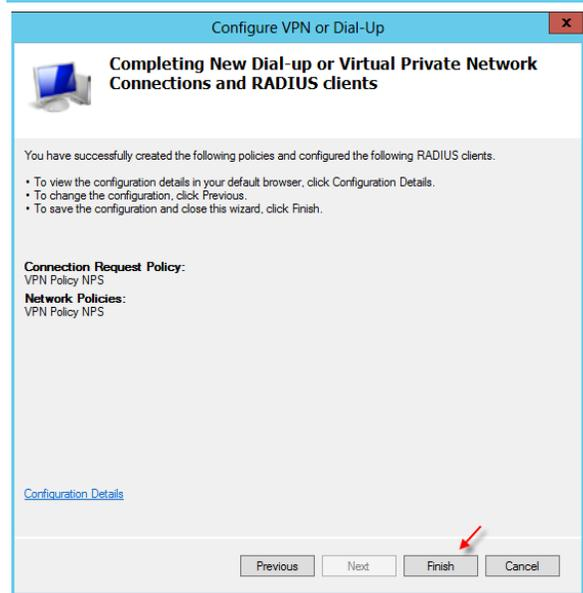 Configure VPN or Dial-Up
x
Completing New Dial-up or Virtual Private Network
Connections and RADIUS clients
You have successfully created the following policies and configured the following RADIUS clients.
• To view the configuration details in your default browser, click Configuration Details.
• To change the configuration, click Previous.
• To save the configuration and close this wizard, click Finish.
Connection Request Policy:
VPN Policy NPS
Network Policies:
VPN Policy NPS
Configuration Details
Previous Next Finish Cancel